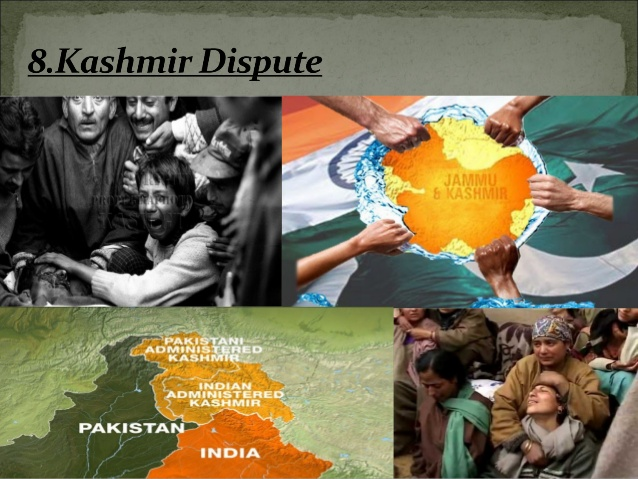 8.Kashmir Dispute
JAMMU
& KASHMIR
PAKISTANI
ADMINISTERED
KASHMIR
INDIAN
ADMINISTERED
KASHMIR
PAKISTAN
INDIA